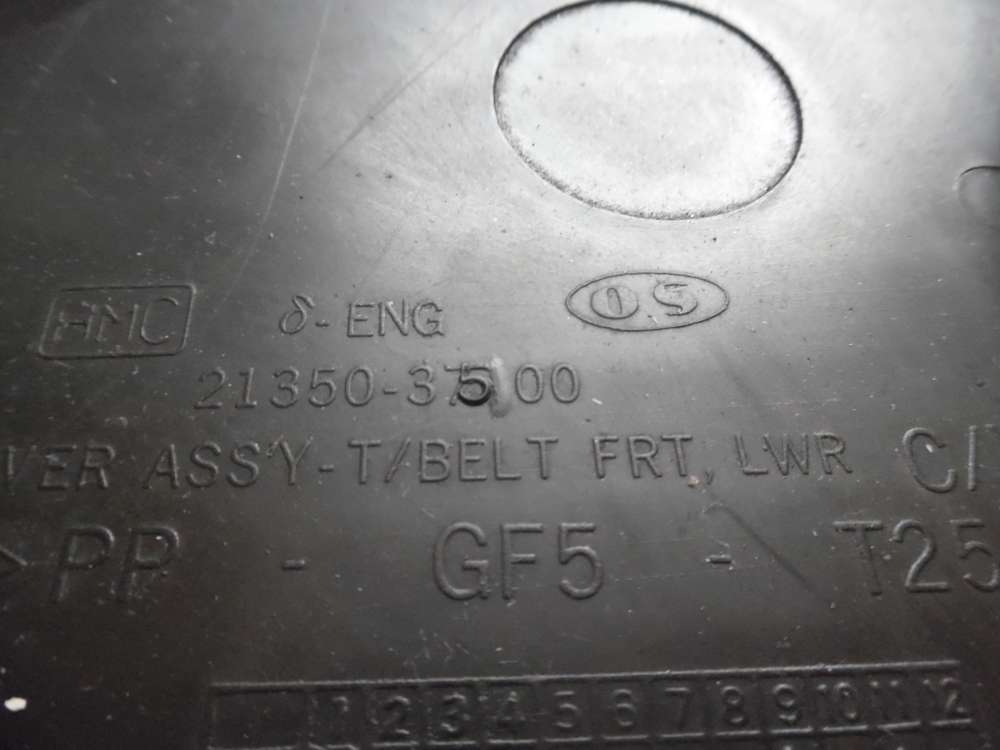 HMC δ-ENG OS
21350-37500
VER ASS'Y-T/BELT FRT, LWR C/
>PP - GF5 - T25
1 2 3 4 5 6 7 8 9 10 11 12